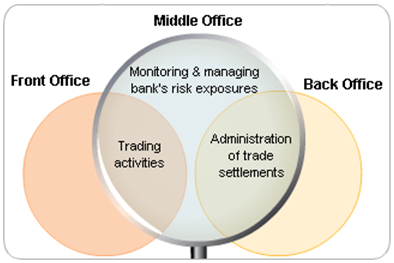 Middle Office
Front Office
Monitoring & managing
bank's risk exposures
Back Office
Trading
activities
Administration
of trade
settlements